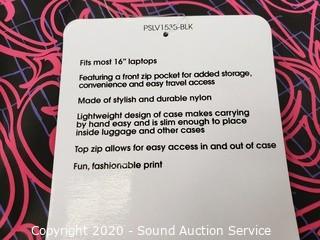 PSLV1535-BLK
Fits most 16" laptops
Featuring a front zip pocket for added storage,
convenience and easy travel access
Made of stylish and durable nylon
Lightweight design of case makes carrying
by hand easy and is slim enough to place
inside luggage and other cases
Top zip allows for easy access in and out of case
Fun, fashionable print
Copyright 2020 - Sound Auction Service